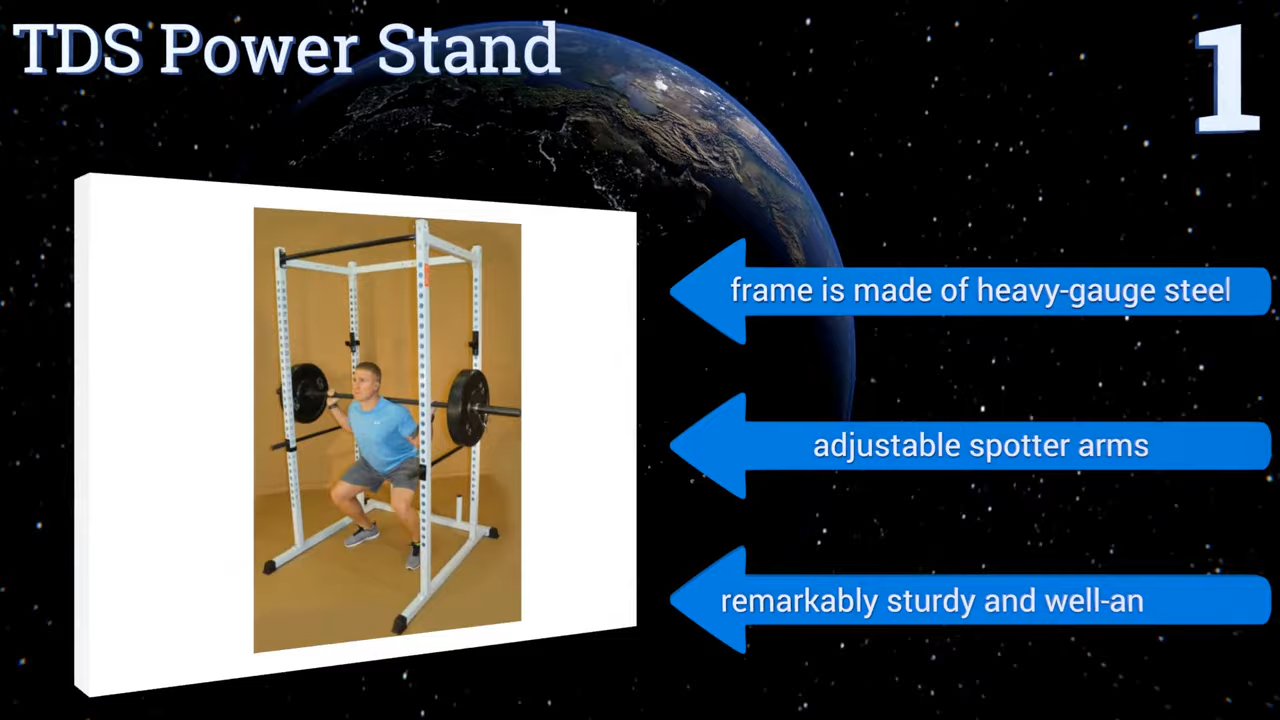 TDS Power Stand
1
frame is made of heavy-gauge steel
adjustable spotter arms
remarkably sturdy and well-an